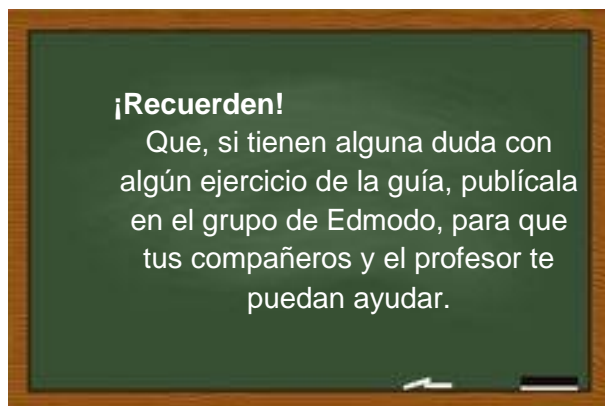 ¡Recuerden!
Que, si tienen alguna duda con
algún ejercicio de la guía, publícala
en el grupo de Edmodo, para que
tus compañeros y el profesor te
puedan ayudar.